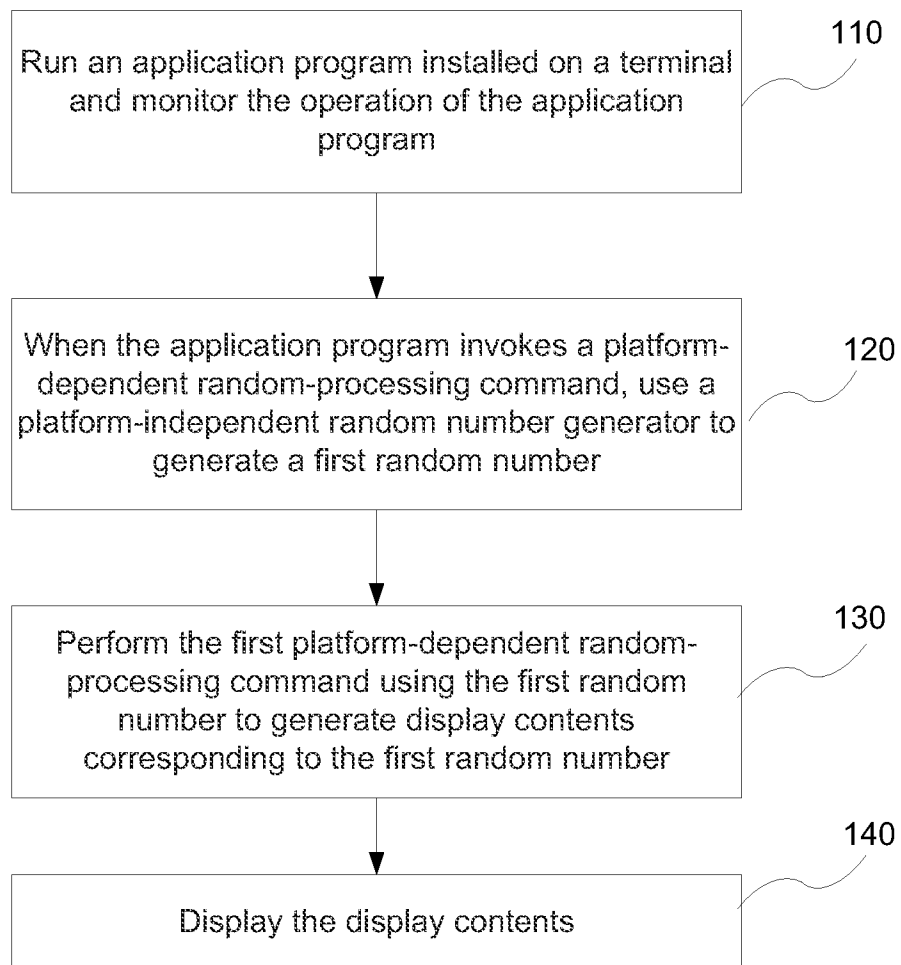 110
Run an application program installed on a terminal
and monitor the operation of the application
program
120
When the application program invokes a platform-
dependent random-processing command, use a
platform-independent random number generator to
generate a first random number
130
Perform the first platform-dependent random-
processing command using the first random
number to generate display contents
corresponding to the first random number
140
Display the display contents